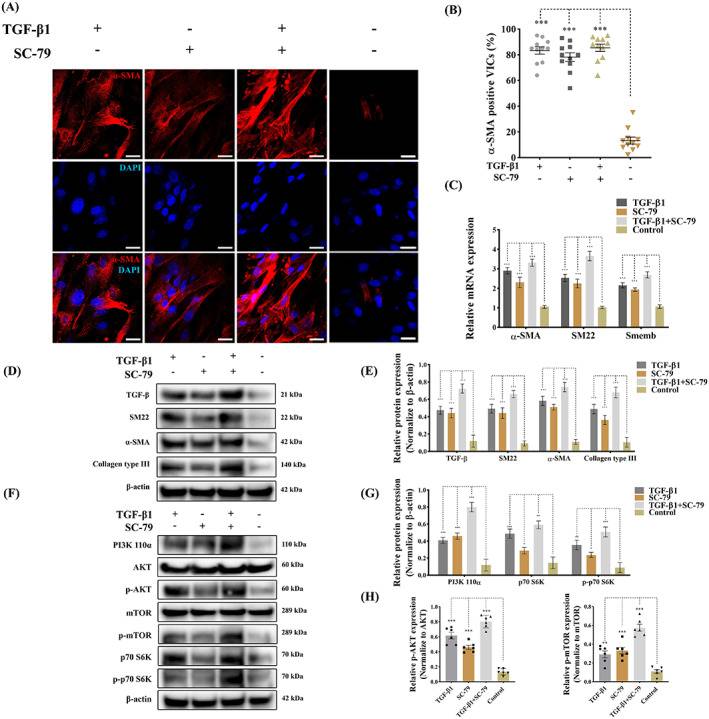 (A)
TGF-β1 + - + -
SC-79 - + + -
α-SMA
DAPI
α-SMA
DAPI
(B)
α-SMA positive VICs (%)
100
80
60
40
20
0
*** *** ***
TGF-β1 + - + -
SC-79 - + + -
(C)
TGF-β1
SC-79
TGF-β1+SC-79
Control
Relative mRNA expression
5
4
3
2
1
0
α-SMA SM22 Smemb
(D)
TGF-β1 + - + -
SC-79 - + + -
TGF-β 21 kDa
SM22 22 kDa
α-SMA 42 kDa
Collagen type III 140 kDa
β-actin 42 kDa
(E)
Relative protein expression
(Normalize to β-actin)
1,0
0,8
0,6
0,4
0,2
0,0
TGF-β SM22 α-SMA Collagen type III
TGF-β1
SC-79
TGF-β1+SC-79
Control
(F)
TGF-β1 + - + -
SC-79 - + + -
PI3K 110α 110 kDa
AKT 60 kDa
p-AKT 60 kDa
mTOR 289 kDa
p-mTOR 289 kDa
p70 S6K 70 kDa
p-p70 S6K 70 kDa
β-actin 42 kDa
(G)
Relative protein expression
(Normalize to β-actin)
1,0
0,8
0,6
0,4
0,2
0,0
PI3K 110α p70 S6K p-p70 S6K
TGF-β1
SC-79
TGF-β1+SC-79
Control
(H)
Relative p-AKT expression
(Normalize to AKT)
1,0
0,8
0,6
0,4
0,2
0,0
*** *** ***
TGF-β1 SC-79 TGF-β1+SC-79 Control
Relative p-mTOR expression
(Normalize to mTOR)
0,8
0,6
0,4
0,2
0,0
** *** ***
TGF-β1 SC-79 TGF-β1+SC-79 Control